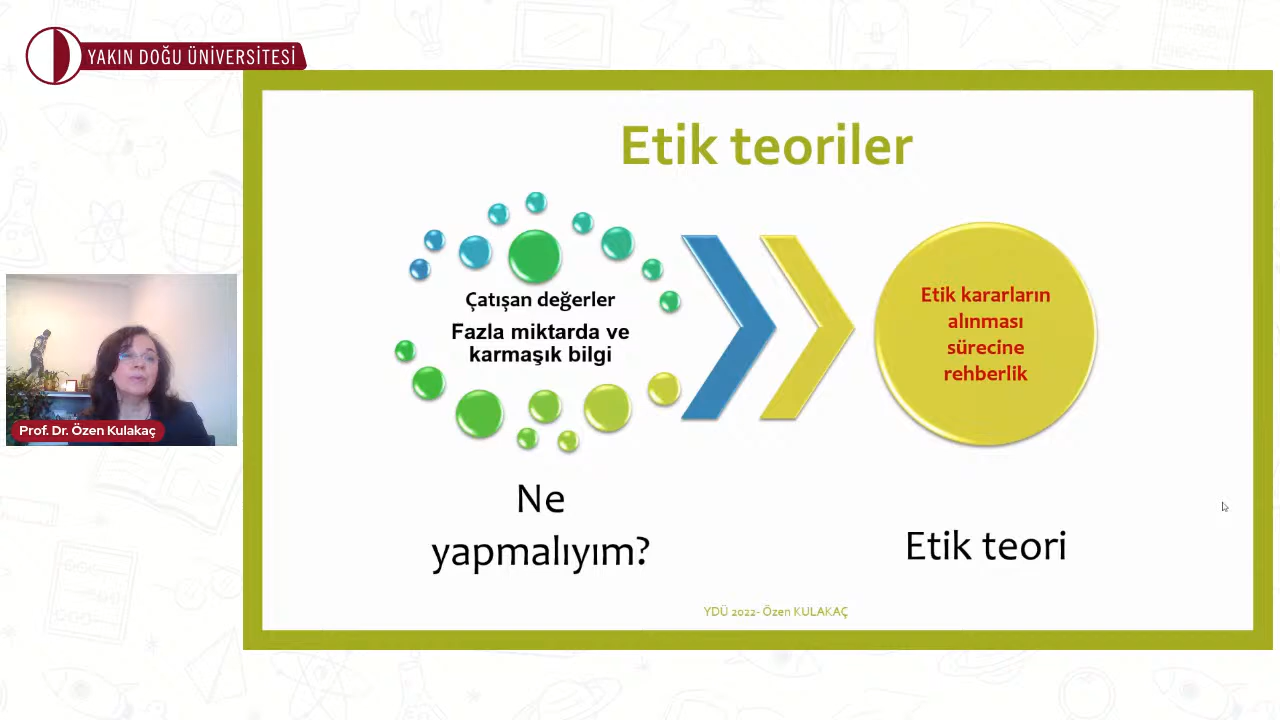 YAKIN DOĞU ÜNİVERSİTESİ
Etik teoriler
Çatışan değerler
Fazla miktarda ve
karmaşık bilgi
Etik kararların
alınması
sürecine
rehberlik
Prof. Dr. Özen Kulakaç
Ne
yapmalıyım?
Etik teori
YDÜ 2022- Özen KULAKAÇ